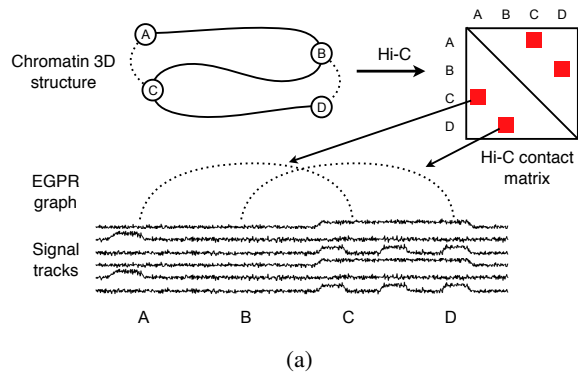 A B C D
A
B
C
D
Chromatin 3D
structure
A
B
C
D
Hi-C
Hi-C contact
matrix
EGPR
graph
Signal
tracks
A B C D
(a)